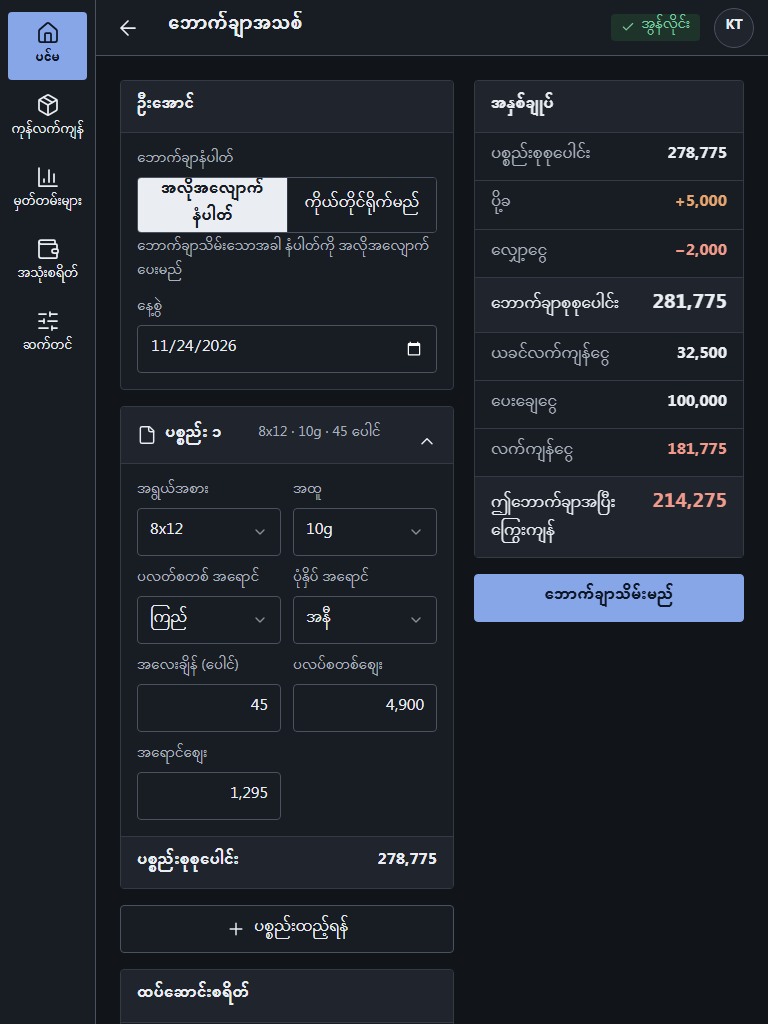 ပင်မ
ကုန်လက်ကျန်
မှတ်တမ်းများ
အသုံးစရိတ်
ဆက်တင်
ဘောက်ချာအသစ်
အွန်လိုင်း
KT
ဦးအောင်
ဘောက်ချာနံပါတ်
အလိုအလျောက်
နံပါတ်
ကိုယ်တိုင်ရိုက်မည်
ဘောက်ချာသိမ်းသောအခါ နံပါတ်ကို အလိုအလျောက်
ပေးမည်
နေ့စွဲ
11/24/2026
ပစ္စည်း ၁
8x12 · 10g · 45 ပေါင်
အရွယ်အစား
အထူ
8x12
10g
ပလတ်စတစ် အရောင်
ပုံနှိပ် အရောင်
ကြည်
အနီ
အလေးချိန် (ပေါင်)
ပလပ်စတစ်ဈေး
45
4,900
အရောင်ဈေး
1,295
ပစ္စည်းစုစုပေါင်း
278,775
ပစ္စည်းထည့်ရန်
ထပ်ဆောင်းစရိတ်
အနှစ်ချုပ်
ပစ္စည်းစုစုပေါင်း 278,775
ပို့ခ +5,000
လျှော့ငွေ −2,000
ဘောက်ချာစုစုပေါင်း 281,775
ယခင်လက်ကျန်ငွေ 32,500
ပေးချေငွေ 100,000
လက်ကျန်ငွေ 181,775
ဤဘောက်ချာအပြီး 214,275
ကြွေးကျန်
ဘောက်ချာသိမ်းမည်